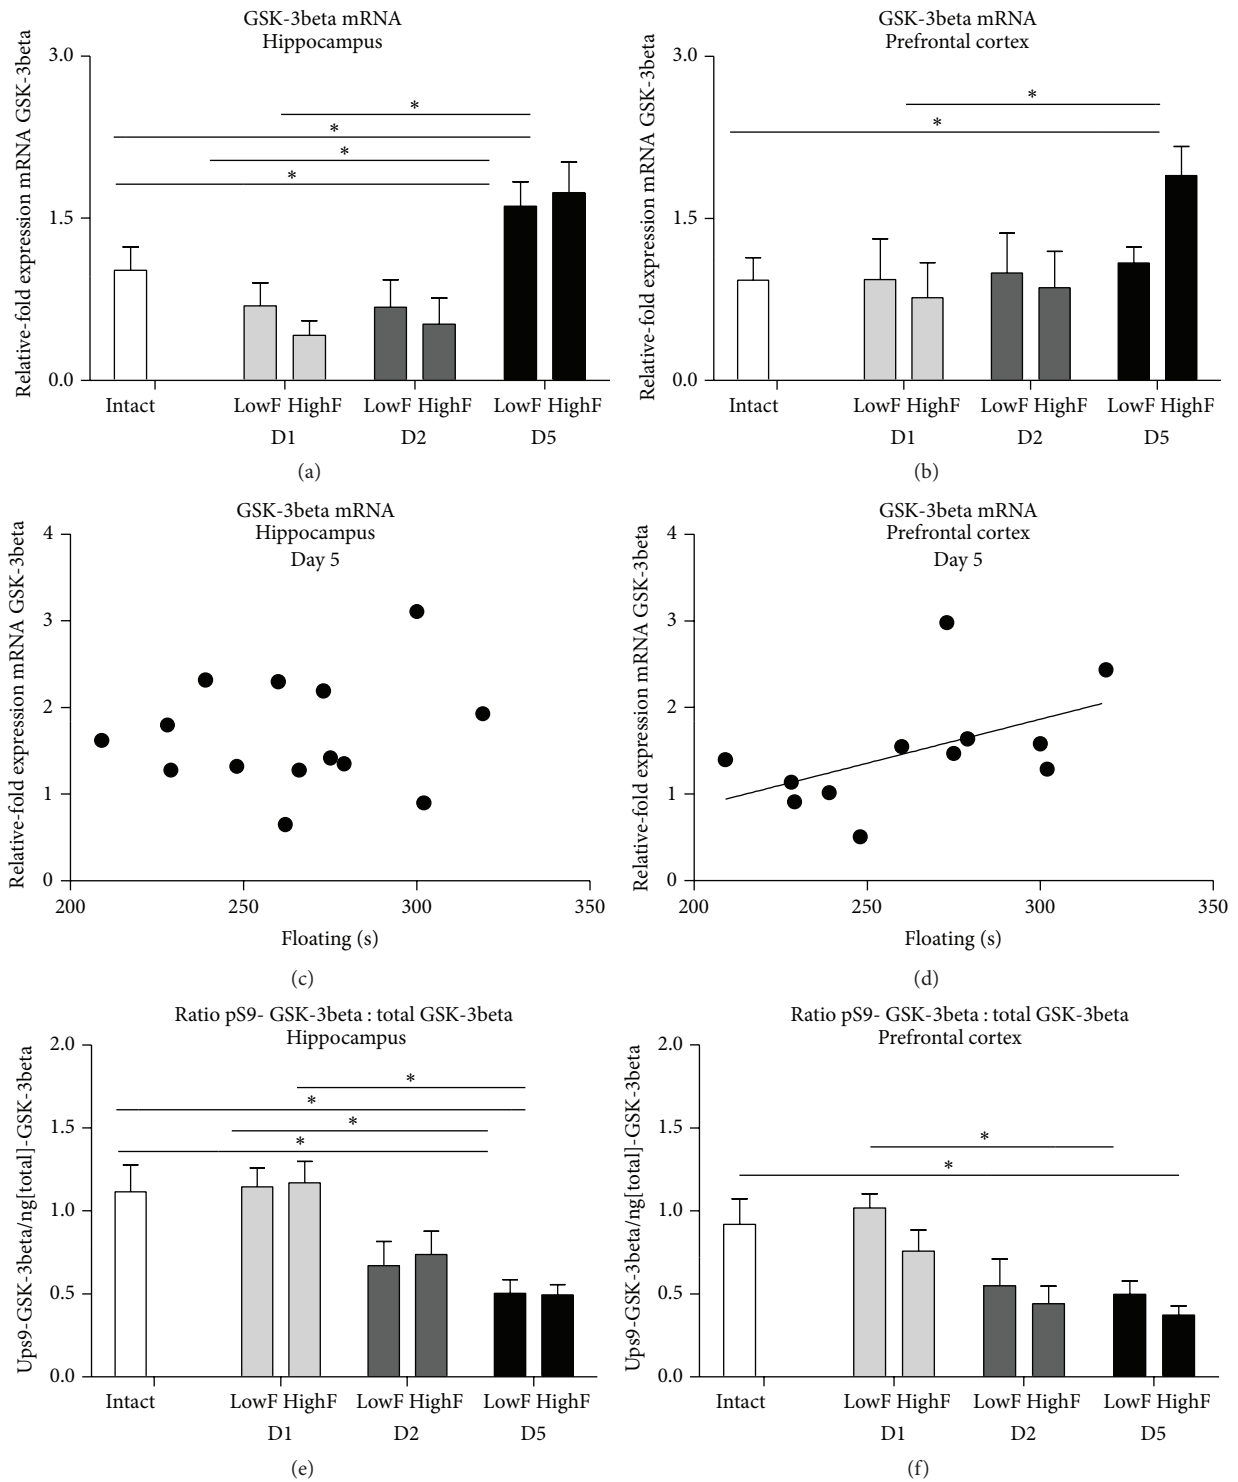 GSK-3beta mRNA
Hippocampus
Relative-fold expression mRNA GSK-3beta
3.0
1.5
0.0
*
*
*
*
Intact
LowF HighF
LowF HighF
LowF HighF
D1
D2
D5
(a)
GSK-3beta mRNA
Prefrontal cortex
Relative-fold expression mRNA GSK-3beta
3.0
1.5
0.0
*
*
Intact
LowF HighF
LowF HighF
LowF HighF
D1
D2
D5
(b)
GSK-3beta mRNA
Hippocampus
Day 5
Relative-fold expression mRNA GSK-3beta
4
3
2
1
0
200
250
300
350
Floating (s)
(c)
GSK-3beta mRNA
Prefrontal cortex
Day 5
Relative-fold expression mRNA GSK-3beta
4
3
2
1
0
200
250
300
350
Floating (s)
(d)
Ratio pS9- GSK-3beta : total GSK-3beta
Hippocampus
Ups9-GSK-3beta/ng[total]-GSK-3beta
2.0
1.5
1.0
0.5
0.0
*
*
*
*
Intact
LowF HighF
LowF HighF
LowF HighF
D1
D2
D5
(e)
Ratio pS9- GSK-3beta : total GSK-3beta
Prefrontal cortex
Ups9-GSK-3beta/ng[total]-GSK-3beta
2.0
1.5
1.0
0.5
0.0
*
*
Intact
LowF HighF
LowF HighF
LowF HighF
D1
D2
D5
(f)